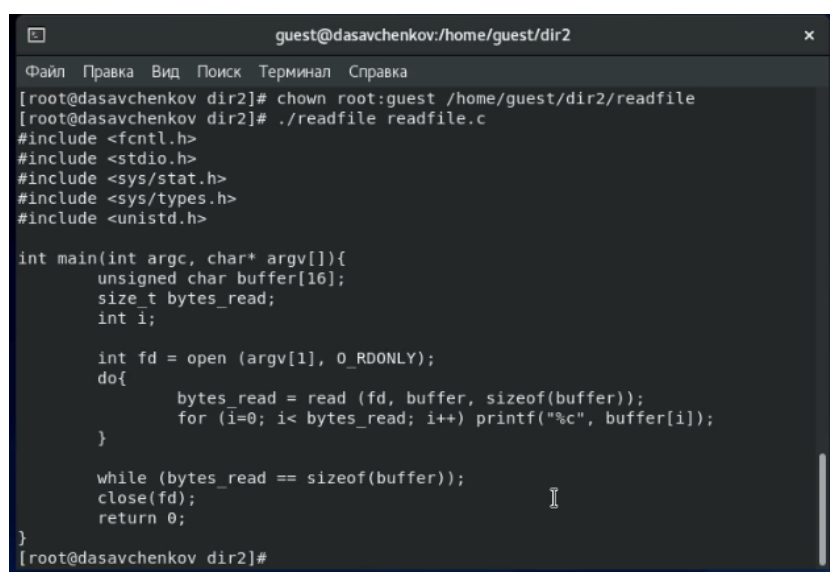 guest@dasavchenkov:/home/guest/dir2
Файл Правка Вид Поиск Терминал Справка
[root@dasavchenkov dir2]# chown root:guest /home/guest/dir2/readfile
[root@dasavchenkov dir2]# ./readfile readfile.c
#include <fcntl.h>
#include <stdio.h>
#include <sys/stat.h>
#include <sys/types.h>
#include <unistd.h>

int main(int argc, char* argv[]){
        unsigned char buffer[16];
        size_t bytes_read;
        int i;

        int fd = open (argv[1], O_RDONLY);
        do{
                bytes_read = read (fd, buffer, sizeof(buffer));
                for (i=0; i< bytes_read; i++) printf("%c", buffer[i]);
        }

        while (bytes_read == sizeof(buffer));
        close(fd);
        return 0;
}
[root@dasavchenkov dir2]#